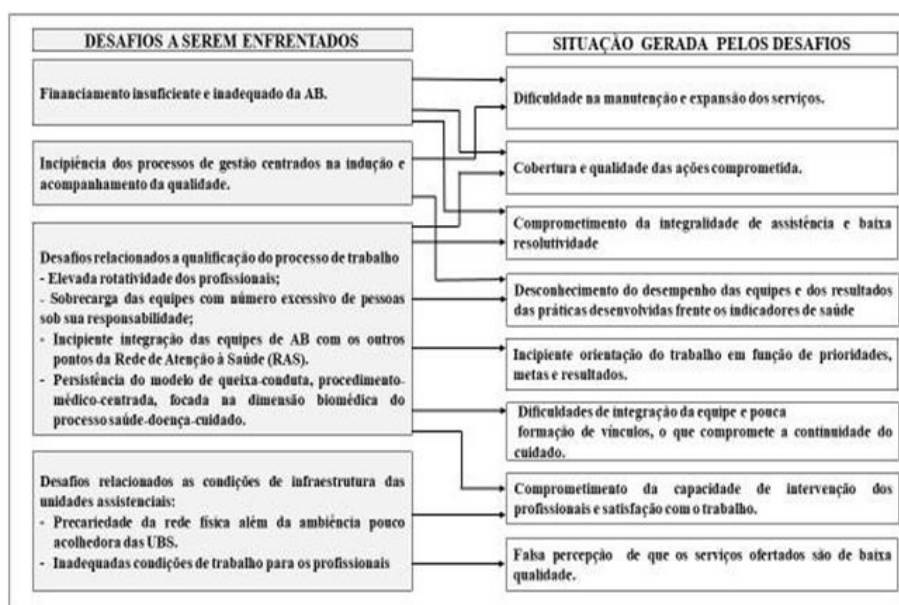 DESAFIOS A SEREM ENFRENTADOS
Financiamento insuficiente e inadequado da AB.
Incipiência dos processos de gestão centrados na indução e
acompanhamento da qualidade.
Desafios relacionados a qualificação do processo de trabalho
- Elevada rotatividade dos profissionais;
- Sobrecarga das equipes com número excessivo de pessoas
sob sua responsabilidade;
- Incipiente integração das equipes de AB com os outros
pontos da Rede de Atenção à Saúde (RAS).
- Persistência do modelo de queixa-conduta, procedimento-
médico-centrada, focada na dimensão biomédica do
processo saúde-doença-cuidado.
Desafios relacionados as condições de infraestrutura das
unidades assistenciais:
- Precariedade da rede física além da ambiência pouco
acolhedora das UBS.
- Inadequadas condições de trabalho para os profissionais
SITUAÇÃO GERADA PELOS DESAFIOS
Dificuldade na manutenção e expansão dos serviços.
Cobertura e qualidade das ações comprometida.
Comprometimento da integralidade de assistência e baixa
resolutividade
Desconhecimento do desempenho das equipes e dos resultados
das práticas desenvolvidas frente os indicadores de saúde
Incipiente orientação do trabalho em função de prioridades,
metas e resultados.
Dificuldades de integração da equipe e pouca
formação de vínculos, o que compromete a continuidade do
cuidado.
Comprometimento da capacidade de intervenção dos
profissionais e satisfação com o trabalho.
Falsa percepção de que os serviços ofertados são de baixa
qualidade.